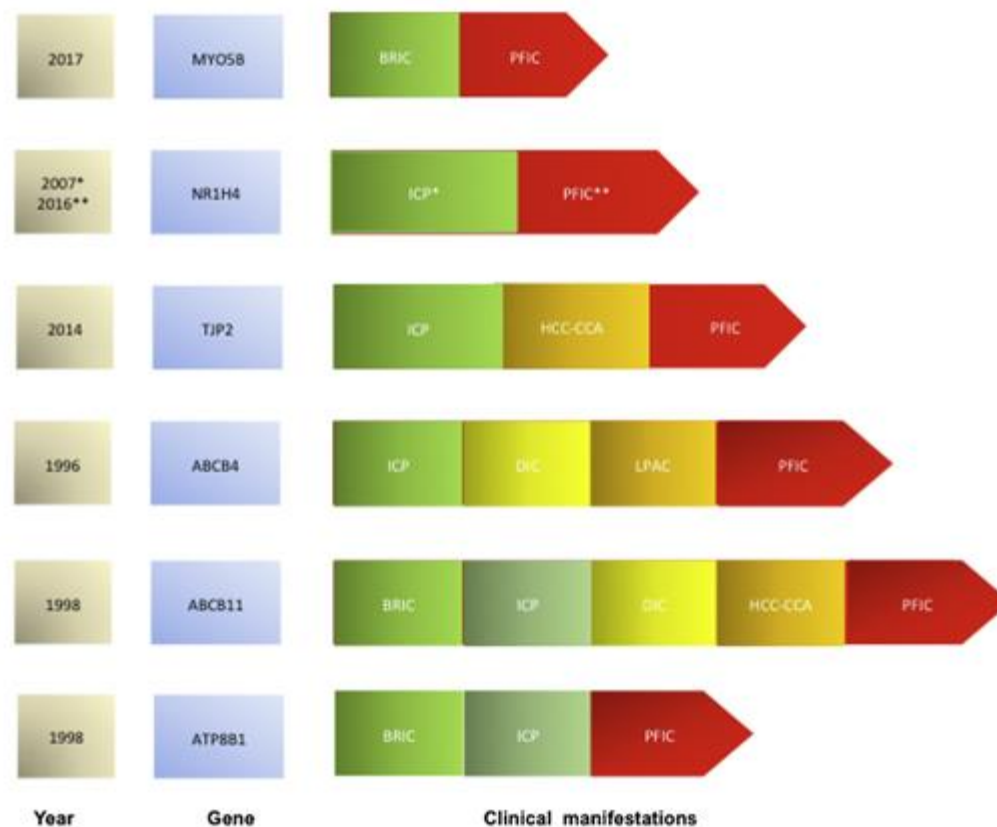 2017
MYO5B
BRIC
PFIC
2007*
2016**
NR1H4
ICP*
PFIC**
2014
TJP2
ICP
HCC-CCA
PFIC
1996
ABCB4
ICP
DIC
LPAC
PFIC
1998
ABCB11
BRIC
ICP
DIC
HCC-CCA
PFIC
1998
ATP8B1
BRIC
ICP
PFIC
Year
Gene
Clinical manifestations